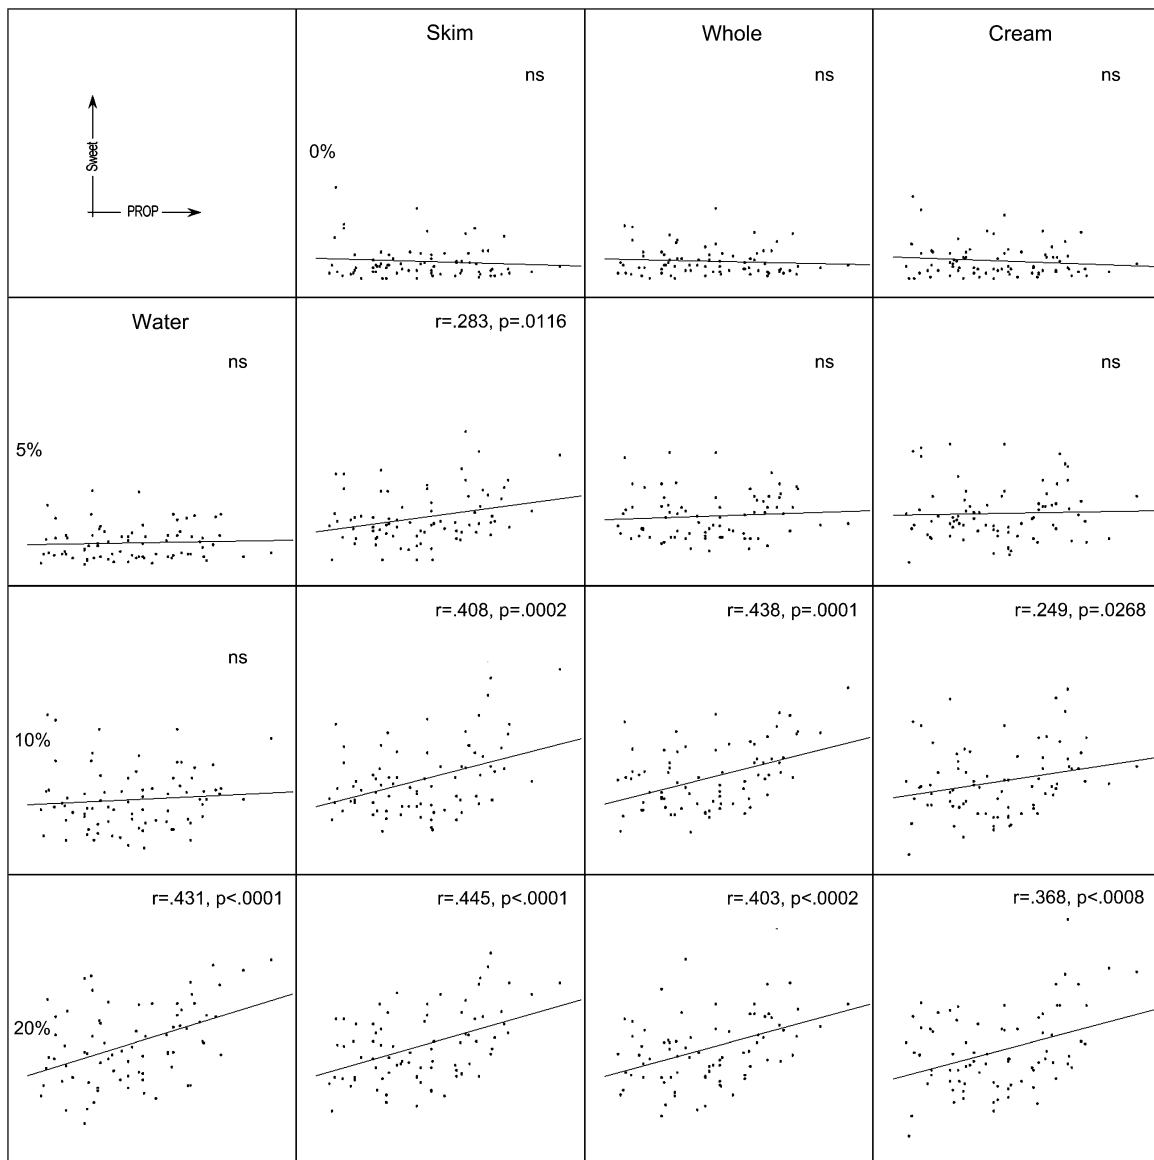 Skim
Whole
Cream
ns
ns
ns
Sweet
0%
PROP
Water
r=.283, p=.0116
ns
ns
ns
5%
r=.408, p=.0002
r=.438, p=.0001
r=.249, p=.0268
ns
10%
r=.431, p<.0001
r=.445, p<.0001
r=.403, p<.0002
r=.368, p<.0008
20%